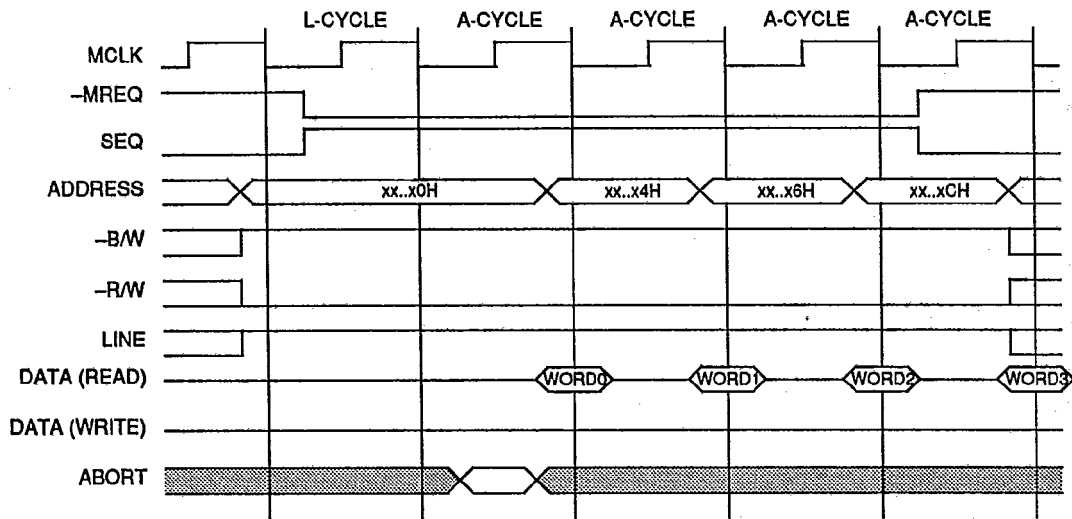 L-CYCLE A-CYCLE A-CYCLE A-CYCLE A-CYCLE
MCLK
–MREQ
SEQ
ADDRESS xx..x0H xx..x4H xx..x6H xx..xCH
–B/W
–R/W
LINE
DATA (READ) WORD0 WORD1 WORD2 WORD3
DATA (WRITE)
ABORT